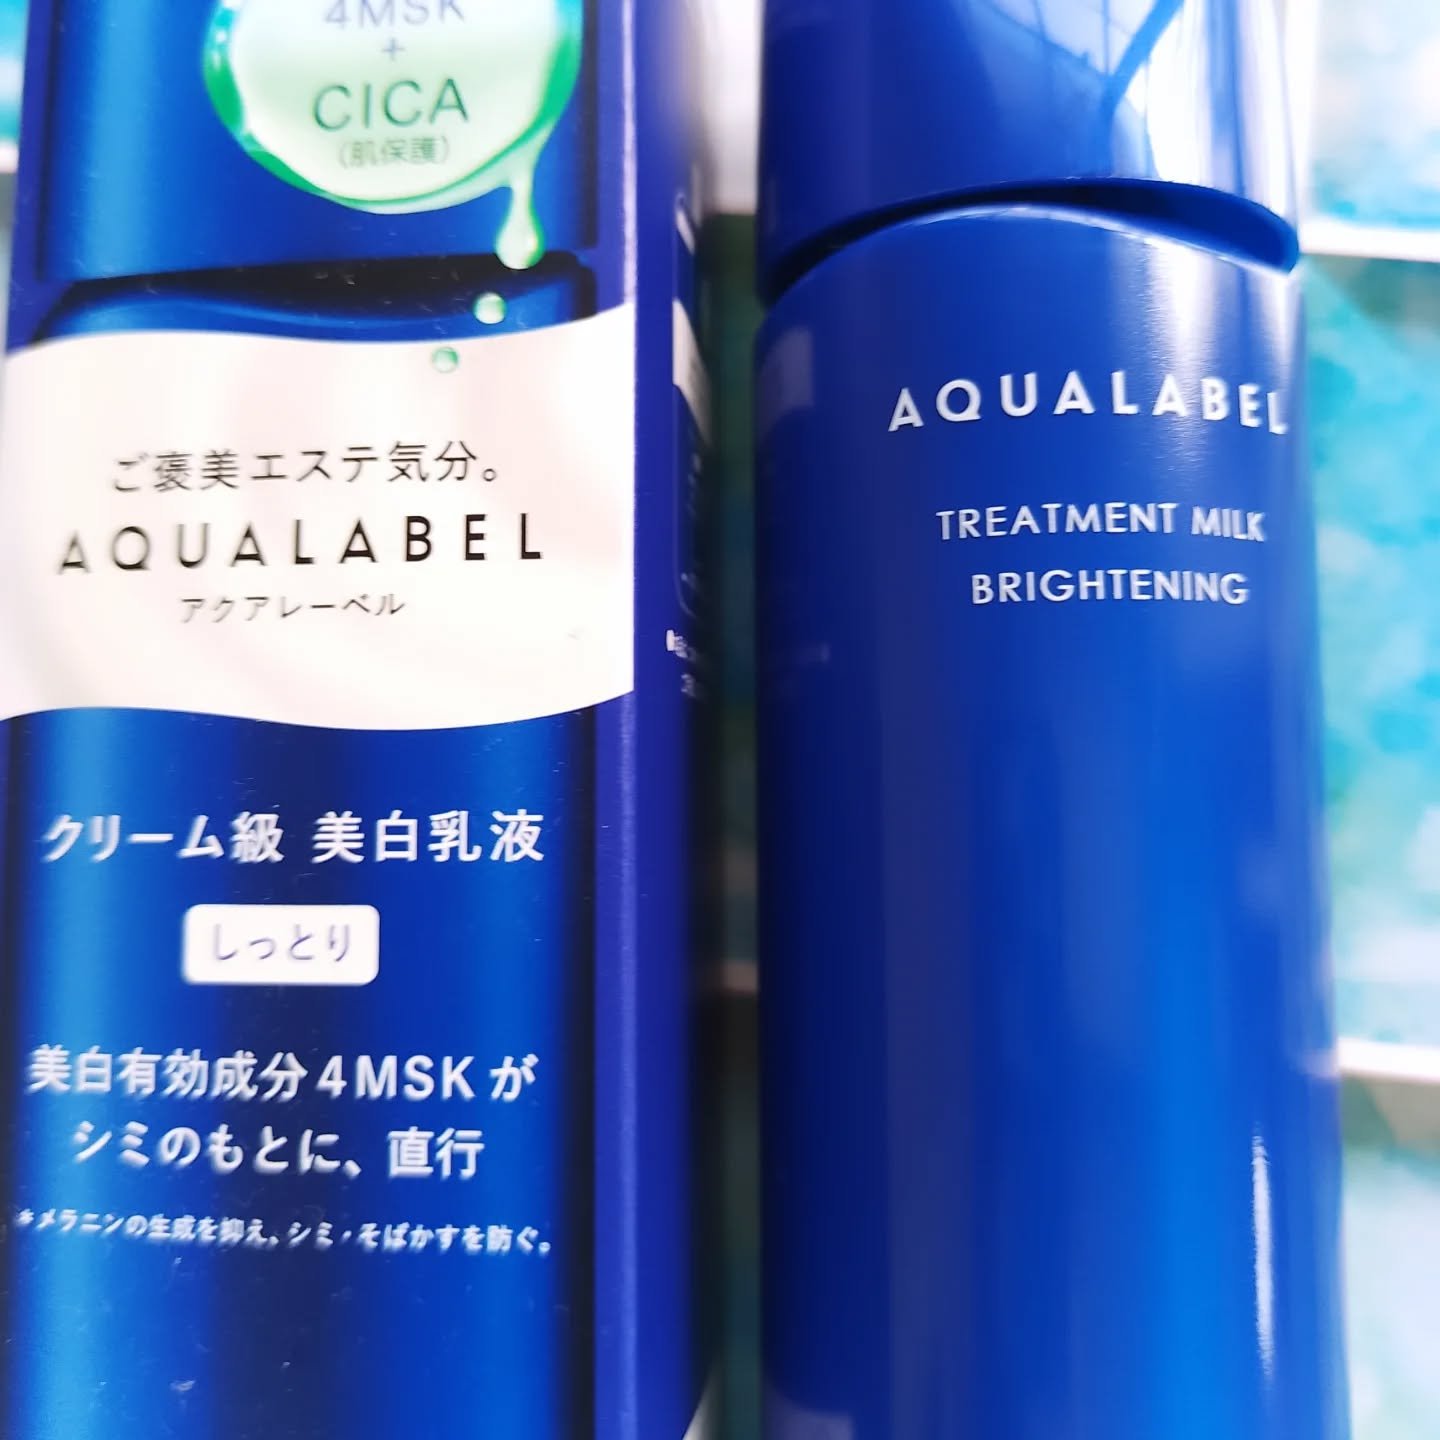 4MSK
+
CICA
(肌保護)
ご褒美エステ気分。
AQUALABEL
アクアレーベル
クリーム級 美白乳液
しっとり
美白有効成分4MSKが
シミのもとに、直行
*メラニンの生成を抑え、シミ・そばかすを防ぐ。
AQUALABEL
TREATMENT MILK
BRIGHTENING